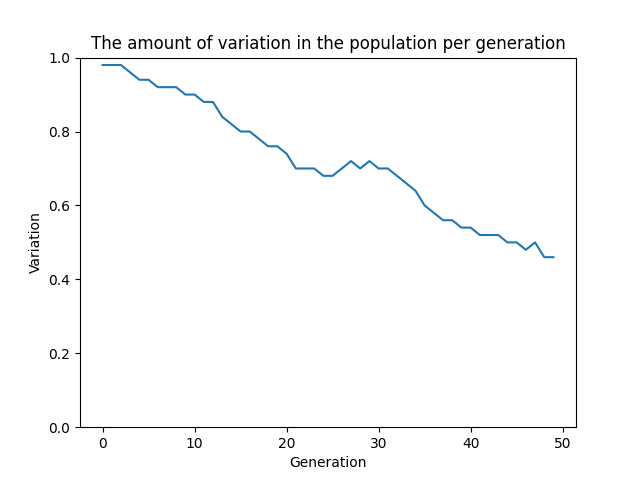 The amount of variation in the population per generation
1.0
0.8
0.6
0.4
0.2
0.0
Variation
0 10 20 30 40 50
Generation